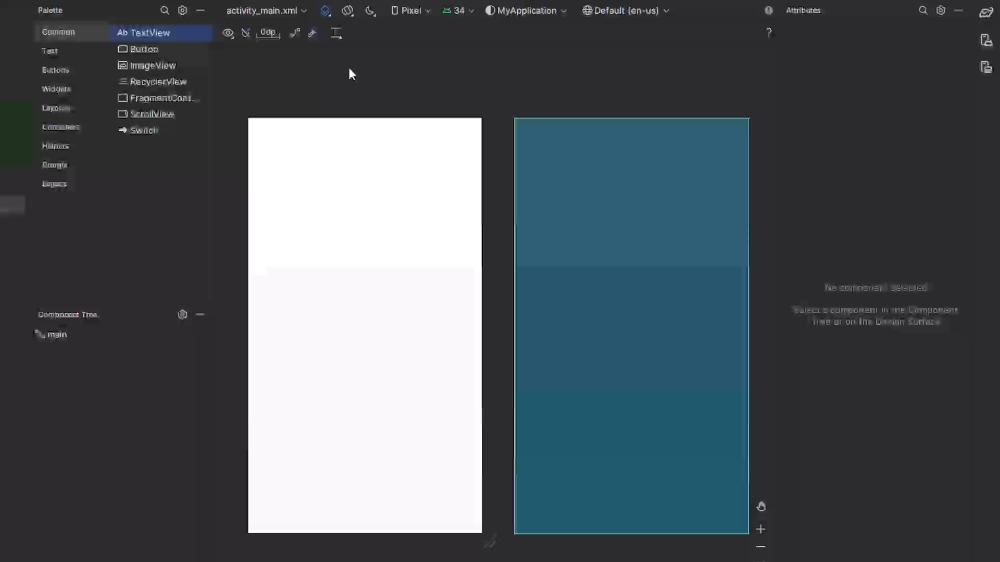 Palette
activity_main.xml
Pixel
34
MyApplication
Default (en-us)
Attributes
Common
Ab TextView
0dp
?
Button
Text
ImageView
Buttons
RecyclerView
Widgets
FragmentCont...
Layouts
ScrollView
Containers
Switch
Helpers
Google
Legacy
No component selected
Select a component in the Component
Tree or on the Design Surface
Component Tree
main